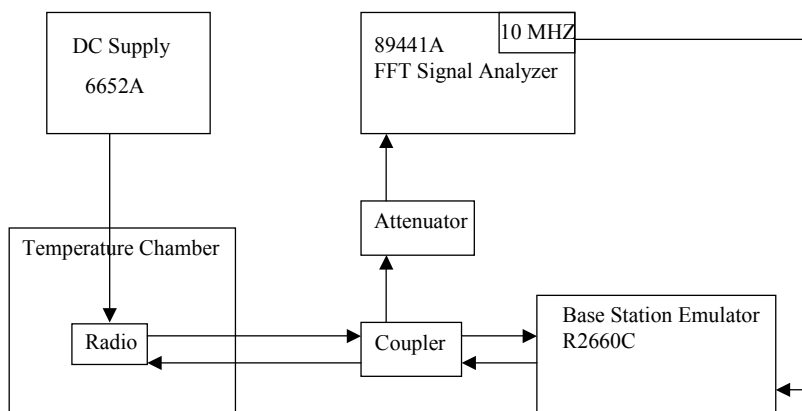 DC Supply
6652A
10 MHZ
89441A
FFT Signal Analyzer
Attenuator
Temperature Chamber
Radio
Coupler
Base Station Emulator
R2660C